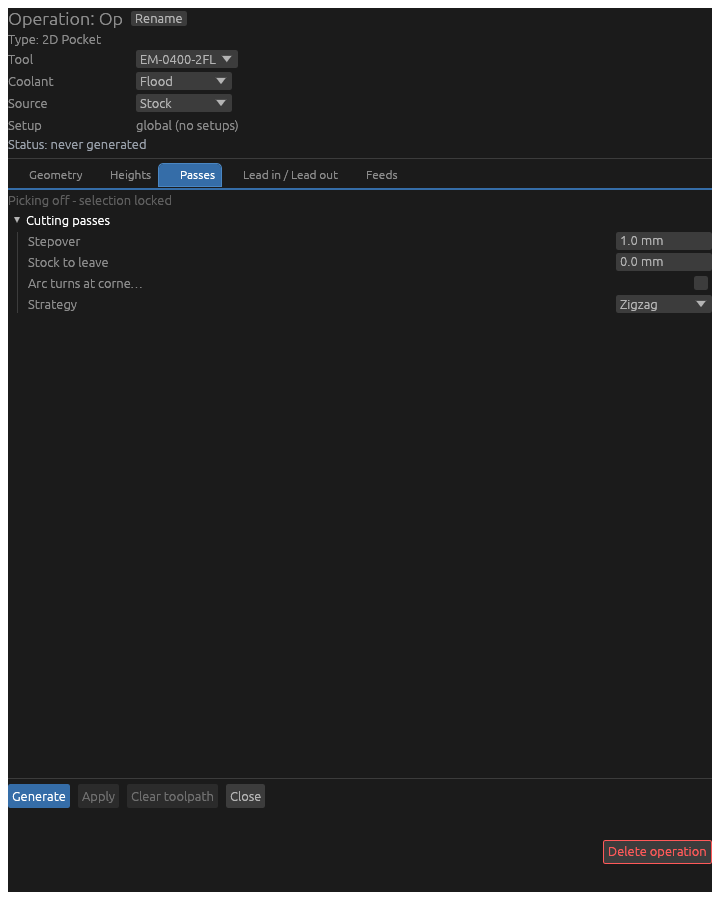 Operation: Op Rename
Type: 2D Pocket
Tool EM-0400-2FL
Coolant Flood
Source Stock
Setup global (no setups)
Status: never generated
Geometry Heights Passes Lead in / Lead out Feeds
Picking off - selection locked
Cutting passes
Stepover 1.0 mm
Stock to leave 0.0 mm
Arc turns at corne…
Strategy Zigzag
Generate Apply Clear toolpath Close
Delete operation